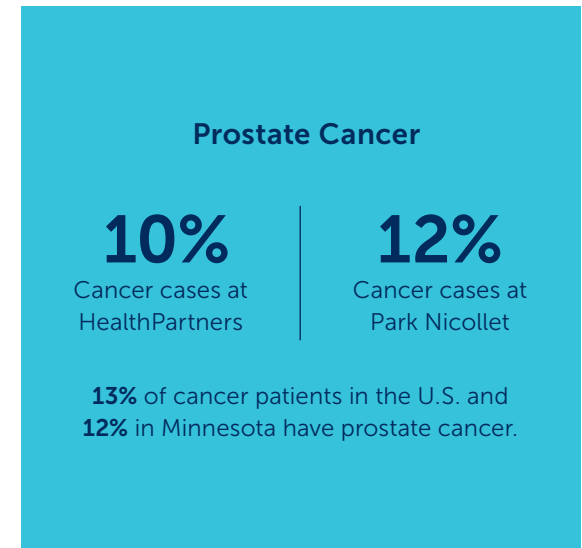 Prostate Cancer
10%
Cancer cases at
HealthPartners
12%
Cancer cases at
Park Nicollet
13% of cancer patients in the U.S. and
12% in Minnesota have prostate cancer.